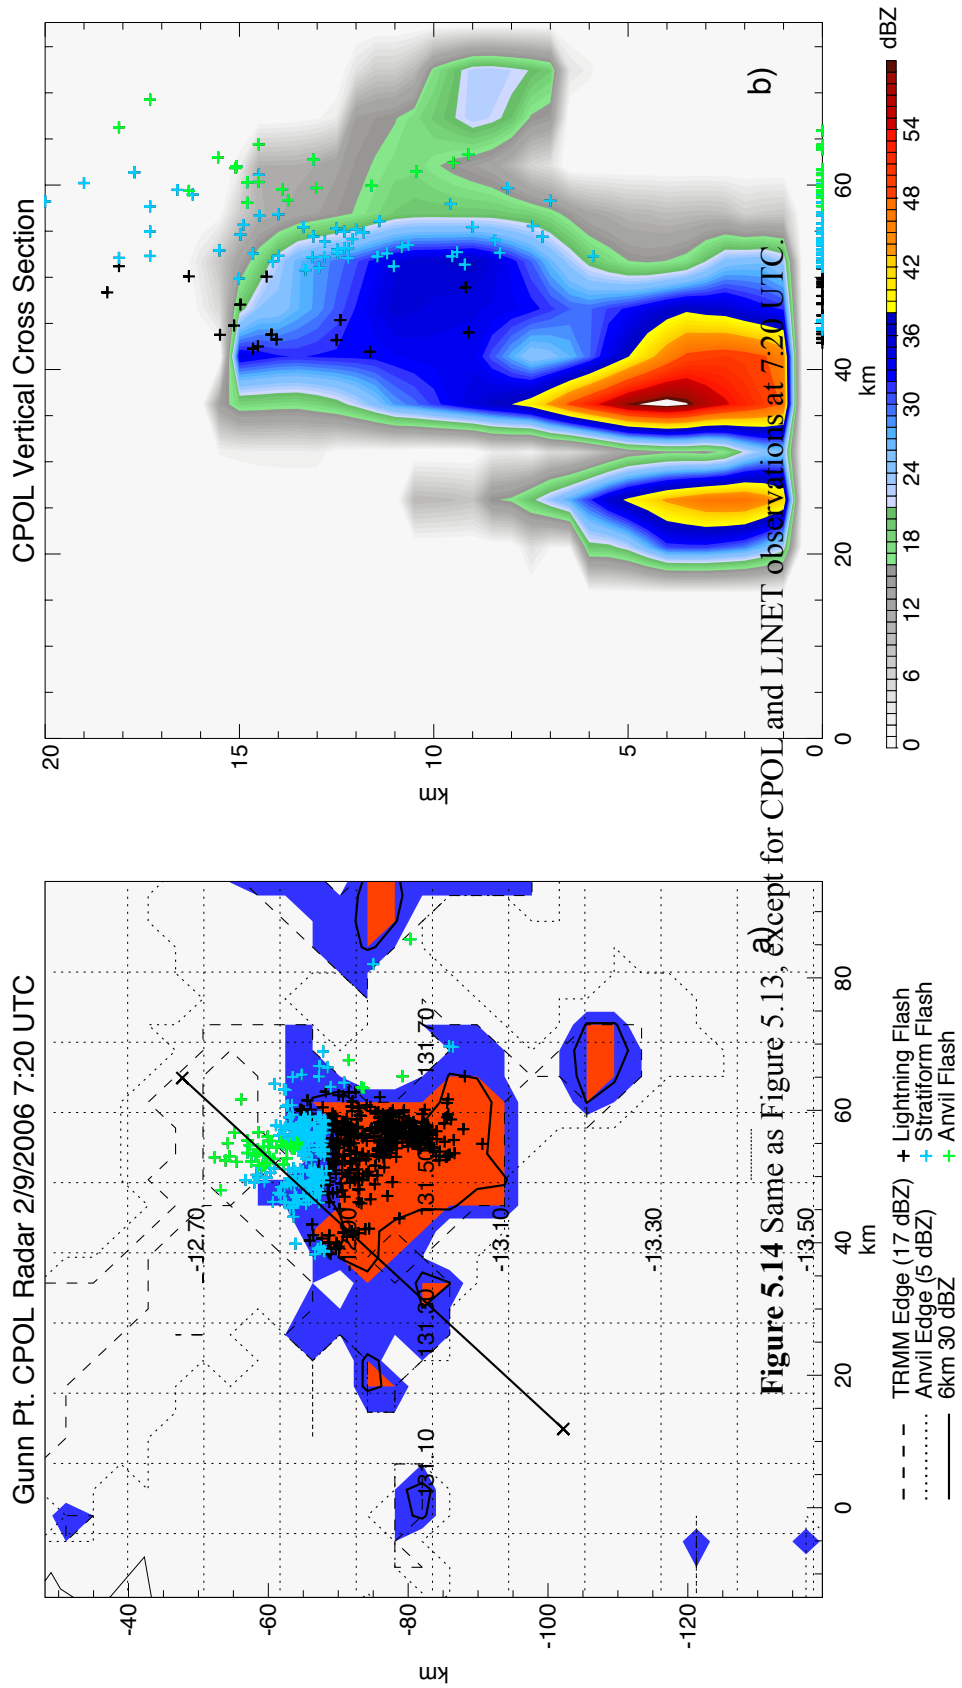 Gunn Pt. CPOL Radar 2/9/2006 7:20 UTC
-40
-60
-80
-100
-120
km
0
20
40
60
80
km
-12.70
-12.90
-13.10
-13.30
-13.50
131.10
131.30
131.50
131.70
a)
TRMM Edge (17 dBZ)
Anvil Edge (5 dBZ)
6km 30 dBZ
+ Lightning Flash
+ Stratiform Flash
+ Anvil Flash
CPOL Vertical Cross Section
20
15
10
5
0
km
0
20
40
60
km
b)
0
6
12
18
24
30
36
42
48
54
dBZ
Figure 5.14 Same as Figure 5.13, except for CPOL and LINET observations at 7:20 UTC.